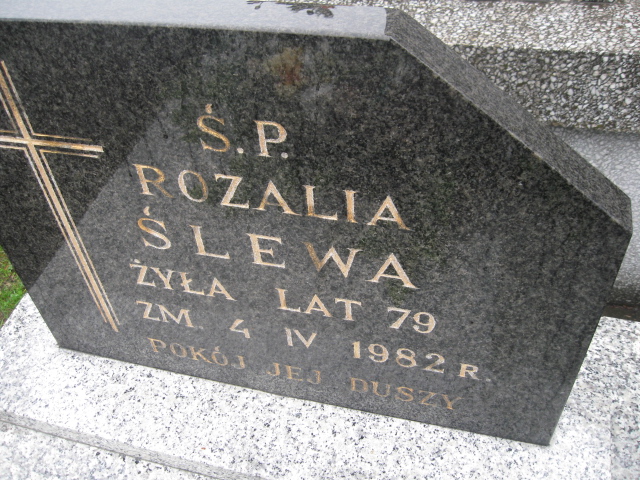 Ś.P.
ROZALIA
ŚLEWA
ŻYŁA LAT 79
ZM. 4 IV 1982 R.
POKÓJ JEJ DUSZY